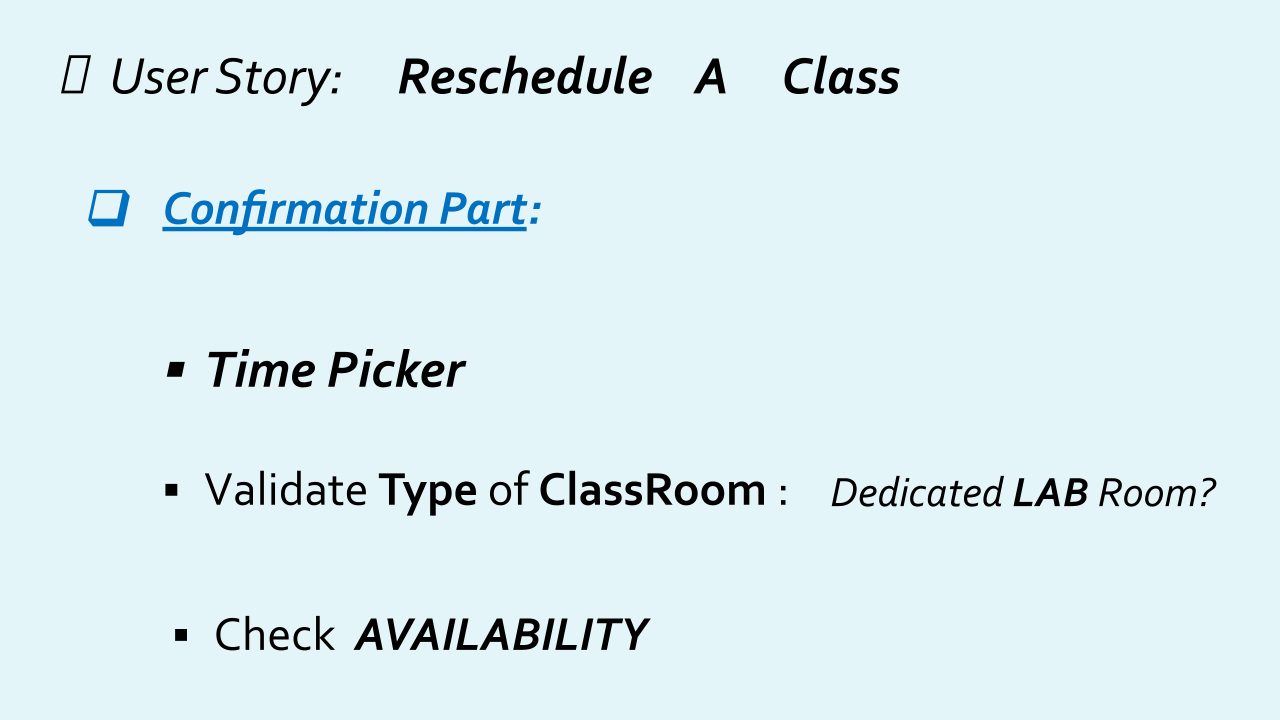 User Story: Reschedule A Class
Confirmation Part:
Time Picker
Validate Type of ClassRoom : Dedicated LAB Room?
Check AVAILABILITY